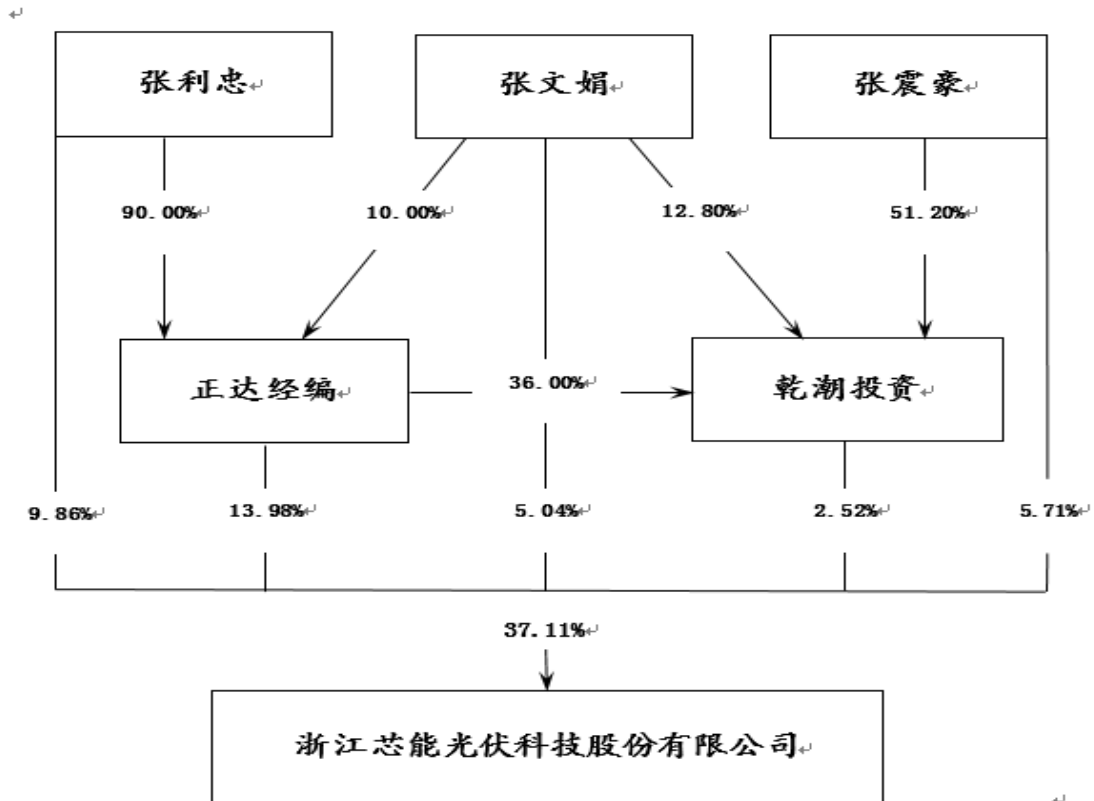 张利忠
张文娟
张震豪
90.00%
10.00%
12.80%
51.20%
正达经编
36.00%
乾潮投资
9.86%
13.98%
5.04%
2.52%
5.71%
37.11%
浙江芯能光伏科技股份有限公司